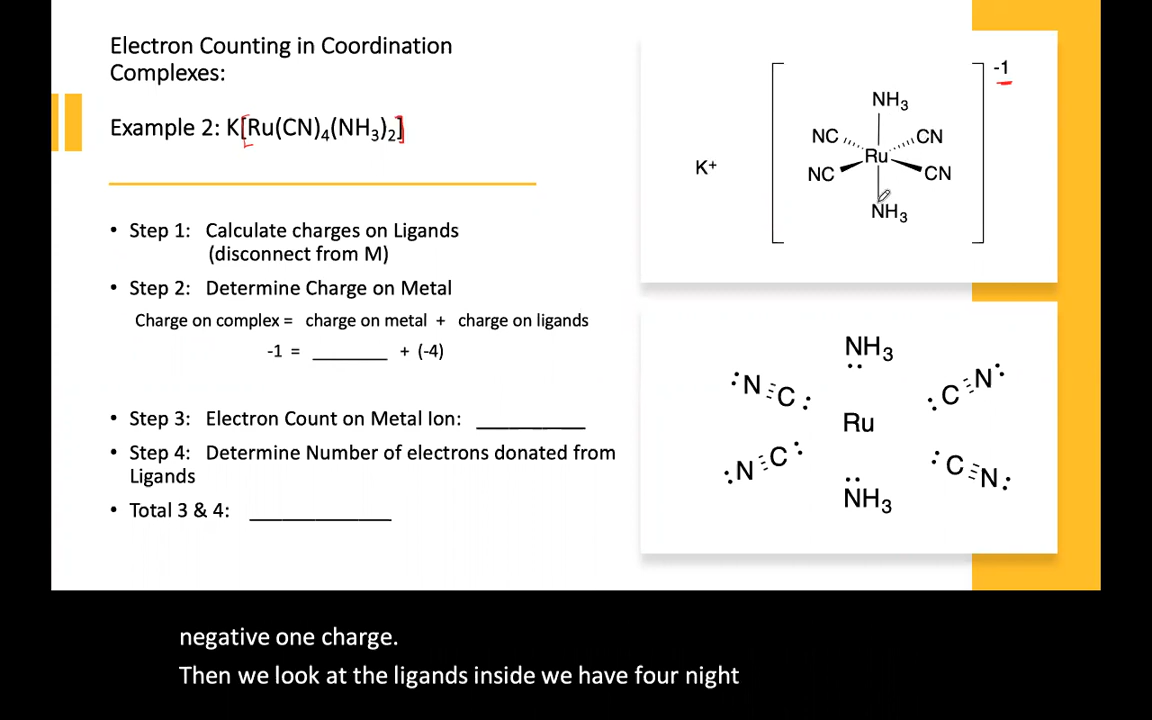 Electron Counting in Coordination
Complexes:
Example 2: K[Ru(CN)₄(NH₃)₂]
• Step 1: Calculate charges on Ligands
(disconnect from M)
• Step 2: Determine Charge on Metal
Charge on complex = charge on metal + charge on ligands
-1 = ________ + (-4)
• Step 3: Electron Count on Metal Ion: ___________
• Step 4: Determine Number of electrons donated from
Ligands
• Total 3 & 4: ______________
-1
NH₃
NC CN
K⁺ Ru
NC CN
NH₃
NH₃
:N≡C: :C≡N:
Ru
:N≡C: :C≡N:
NH₃
negative one charge.
Then we look at the ligands inside we have four night